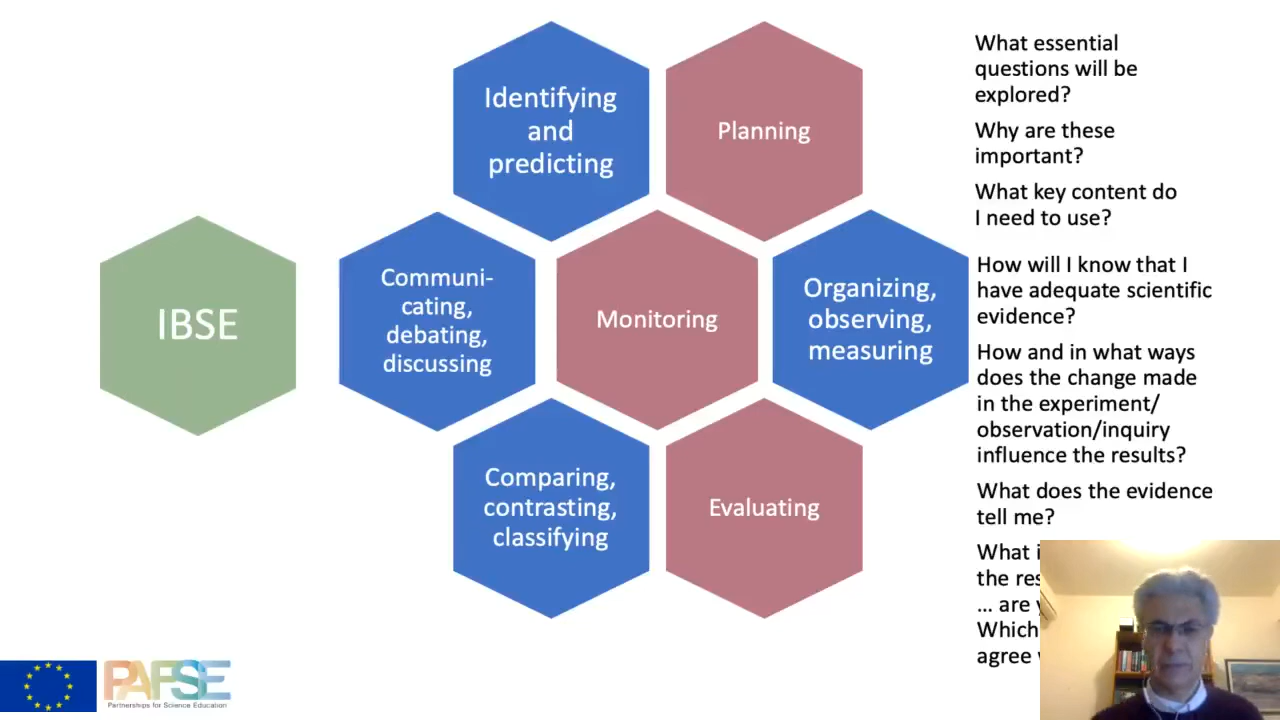 Identifying
and
predicting
Planning
IBSE
Communi-
cating,
debating,
discussing
Monitoring
Organizing,
observing,
measuring
Comparing,
contrasting,
classifying
Evaluating
What essential
questions will be
explored?
Why are these
important?
What key content do
I need to use?
How will I know that I
have adequate scientific
evidence?
How and in what ways
does the change made
in the experiment/
observation/inquiry
influence the results?
What does the evidence
tell me?
What
the
... are
Which
agree
PAFSE
Partnerships for Science Education